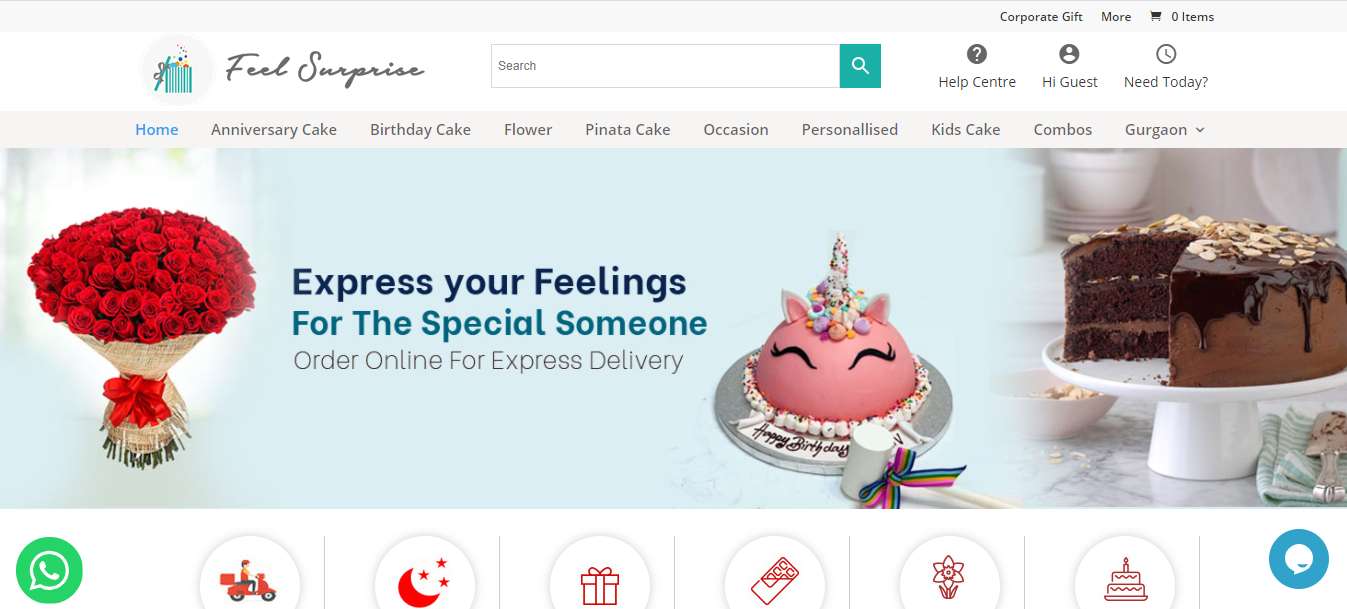 Corporate Gift More 0 Items
Feel Surprise
Search
Help Centre Hi Guest Need Today?
Home Anniversary Cake Birthday Cake Flower Pinata Cake Occasion Personallised Kids Cake Combos Gurgaon
Express your Feelings
For The Special Someone
Order Online For Express Delivery
Happy Birthday